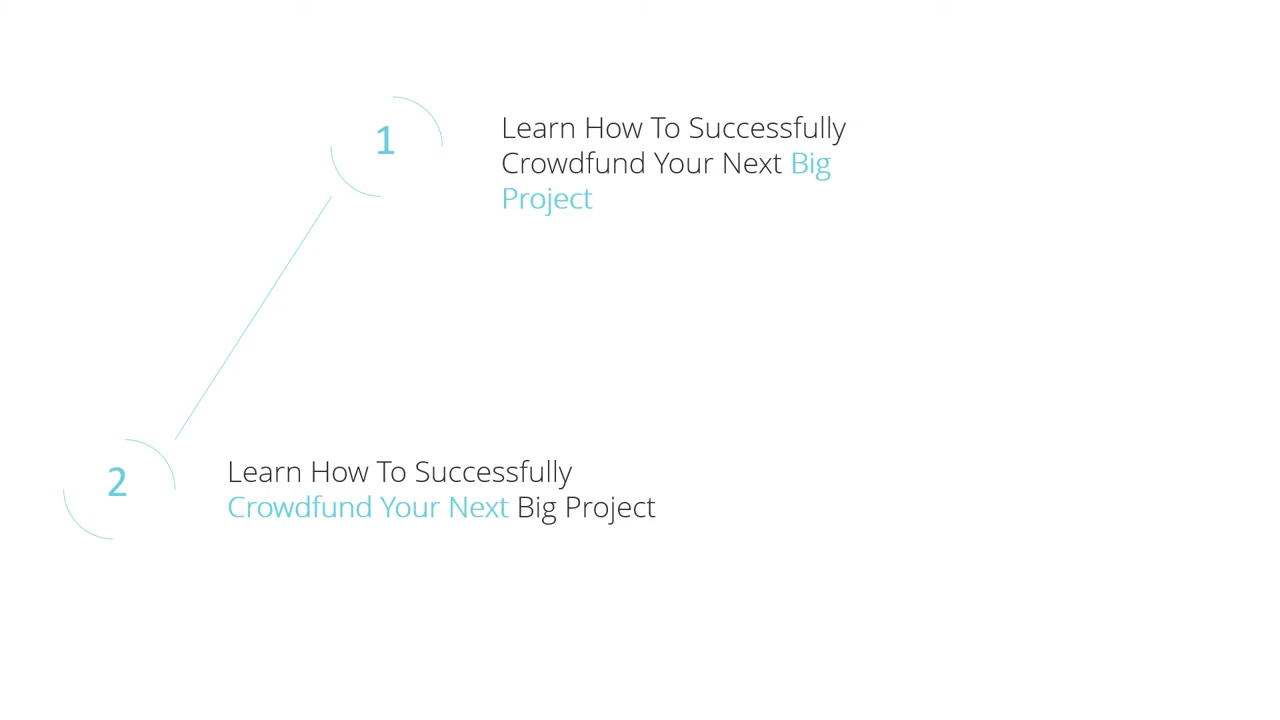 1
Learn How To Successfully
Crowdfund Your Next Big
Project
2
Learn How To Successfully
Crowdfund Your Next Big Project